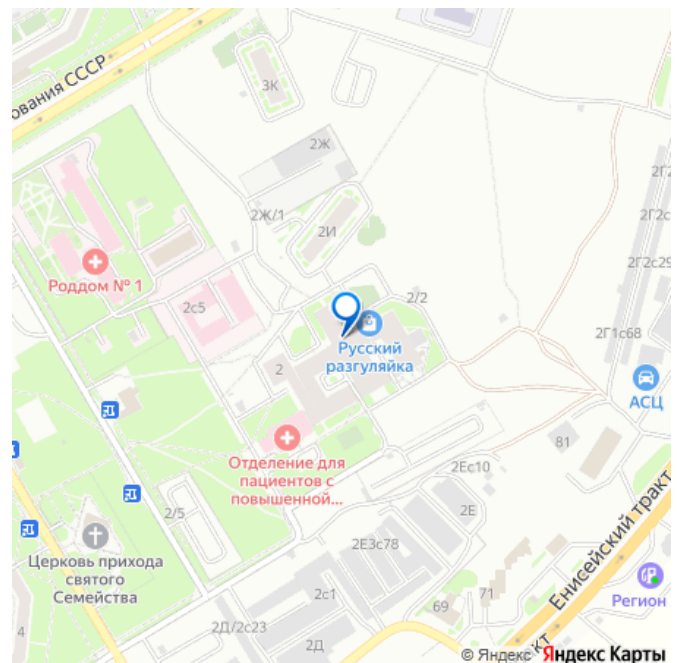 ования СССР
3К
2Ж
2Ж/1
2И
2Г2
2Г2с
2Г2с29
Роддом № 1
2с5
2/2
Русский
разгуляйка
2
2Г1с68
АСЦ
81
Отделение для
пациентов с
повышенной...
2Ес10
2/5
2Е
2Е3с78
Церковь прихода
святого
Семейства
4
2с1
69
71
Енисейский тракт
Регион
2Д/2с23
2Д
кт
© Яндекс Яндекс Карты